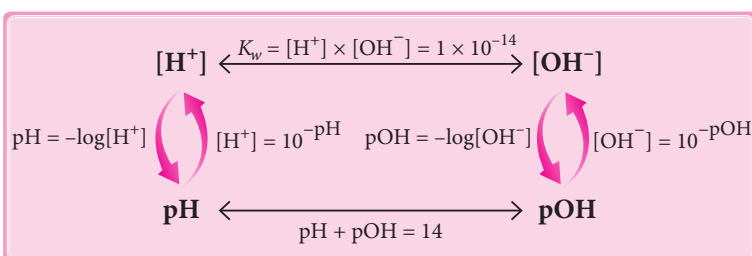 K_w = [H⁺] × [OH⁻] = 1 × 10⁻¹⁴
[H⁺] [OH⁻]
pH = –log[H⁺] [H⁺] = 10⁻ᵖᴴ pOH = –log[OH⁻] [OH⁻] = 10⁻ᵖᴼᴴ
pH pOH
pH + pOH = 14